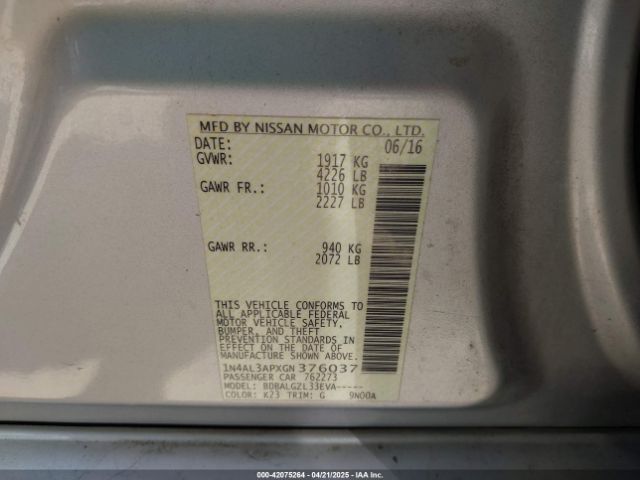 MFD BY NISSAN MOTOR CO., LTD.
DATE: 06/16
GVWR: 1917 KG
4226 LB
GAWR FR.: 1010 KG
2227 LB
GAWR RR.: 940 KG
2072 LB
THIS VEHICLE CONFORMS TO
ALL APPLICABLE FEDERAL
MOTOR VEHICLE SAFETY,
BUMPER, AND THEFT
PREVENTION STANDARDS IN
EFFECT ON THE DATE OF
MANUFACTURE SHOWN ABOVE.
1N4AL3APXGN376037
PASSENGER CAR 762273
MODEL: BDBALGZL33EVA-----
COLOR: K23 TRIM: G 9N00A
000-42075264 - 04/21/2025 - IAA Inc.